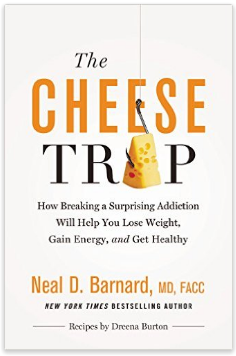 The
CHEESE
TRAP
How Breaking a Surprising Addiction
Will Help You Lose Weight,
Gain Energy, and Get Healthy
Neal D. Barnard, MD, FACC
NEW YORK TIMES BESTSELLING AUTHOR
Recipes by Dreena Burton